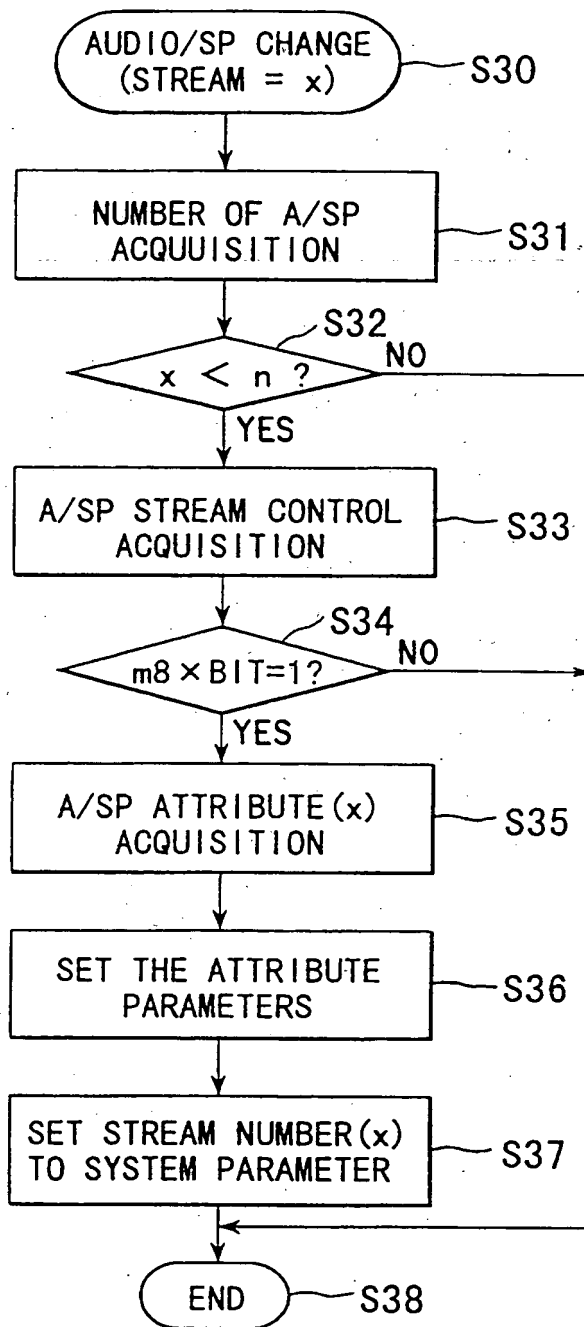 AUDIO/SP CHANGE
(STREAM = x)
S30
NUMBER OF A/SP
ACQUUISITION
S31
S32
x < n ?
NO
YES
A/SP STREAM CONTROL
ACQUISITION
S33
S34
m8 × BIT=1?
NO
YES
A/SP ATTRIBUTE(x)
ACQUISITION
S35
SET THE ATTRIBUTE
PARAMETERS
S36
SET STREAM NUMBER(x)
TO SYSTEM PARAMETER
S37
END
S38